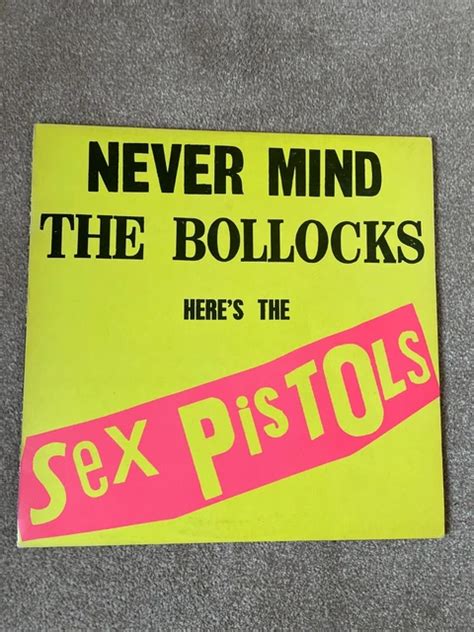 NEVER MIND
THE BOLLOCKS
HERE'S THE
Sex PiSTOLS